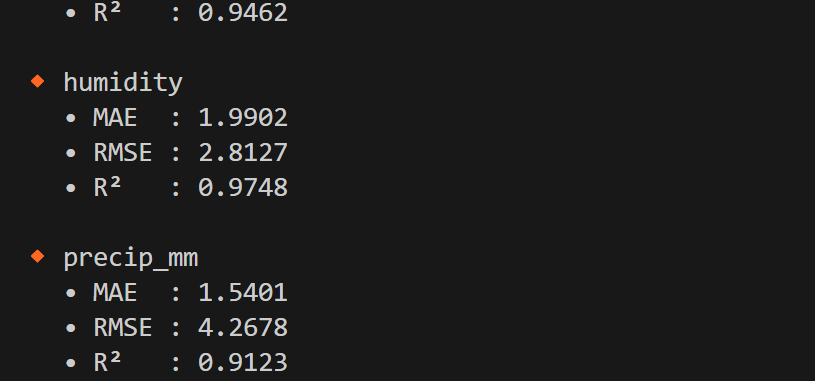 • R²   : 0.9462
🔸 humidity
• MAE  : 1.9902
• RMSE : 2.8127
• R²   : 0.9748
🔸 precip_mm
• MAE  : 1.5401
• RMSE : 4.2678
• R²   : 0.9123